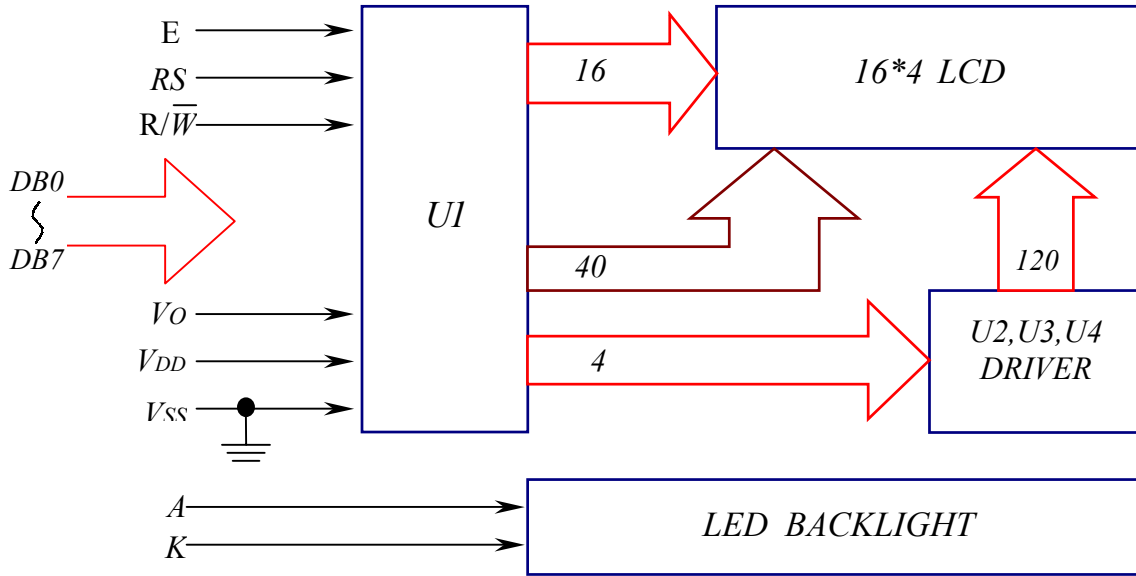 E
RS
R/W̅
DB0
DB7
VO
VDD
VSS
A
K
U1
16
40
4
16*4 LCD
120
U2,U3,U4
DRIVER
LED BACKLIGHT